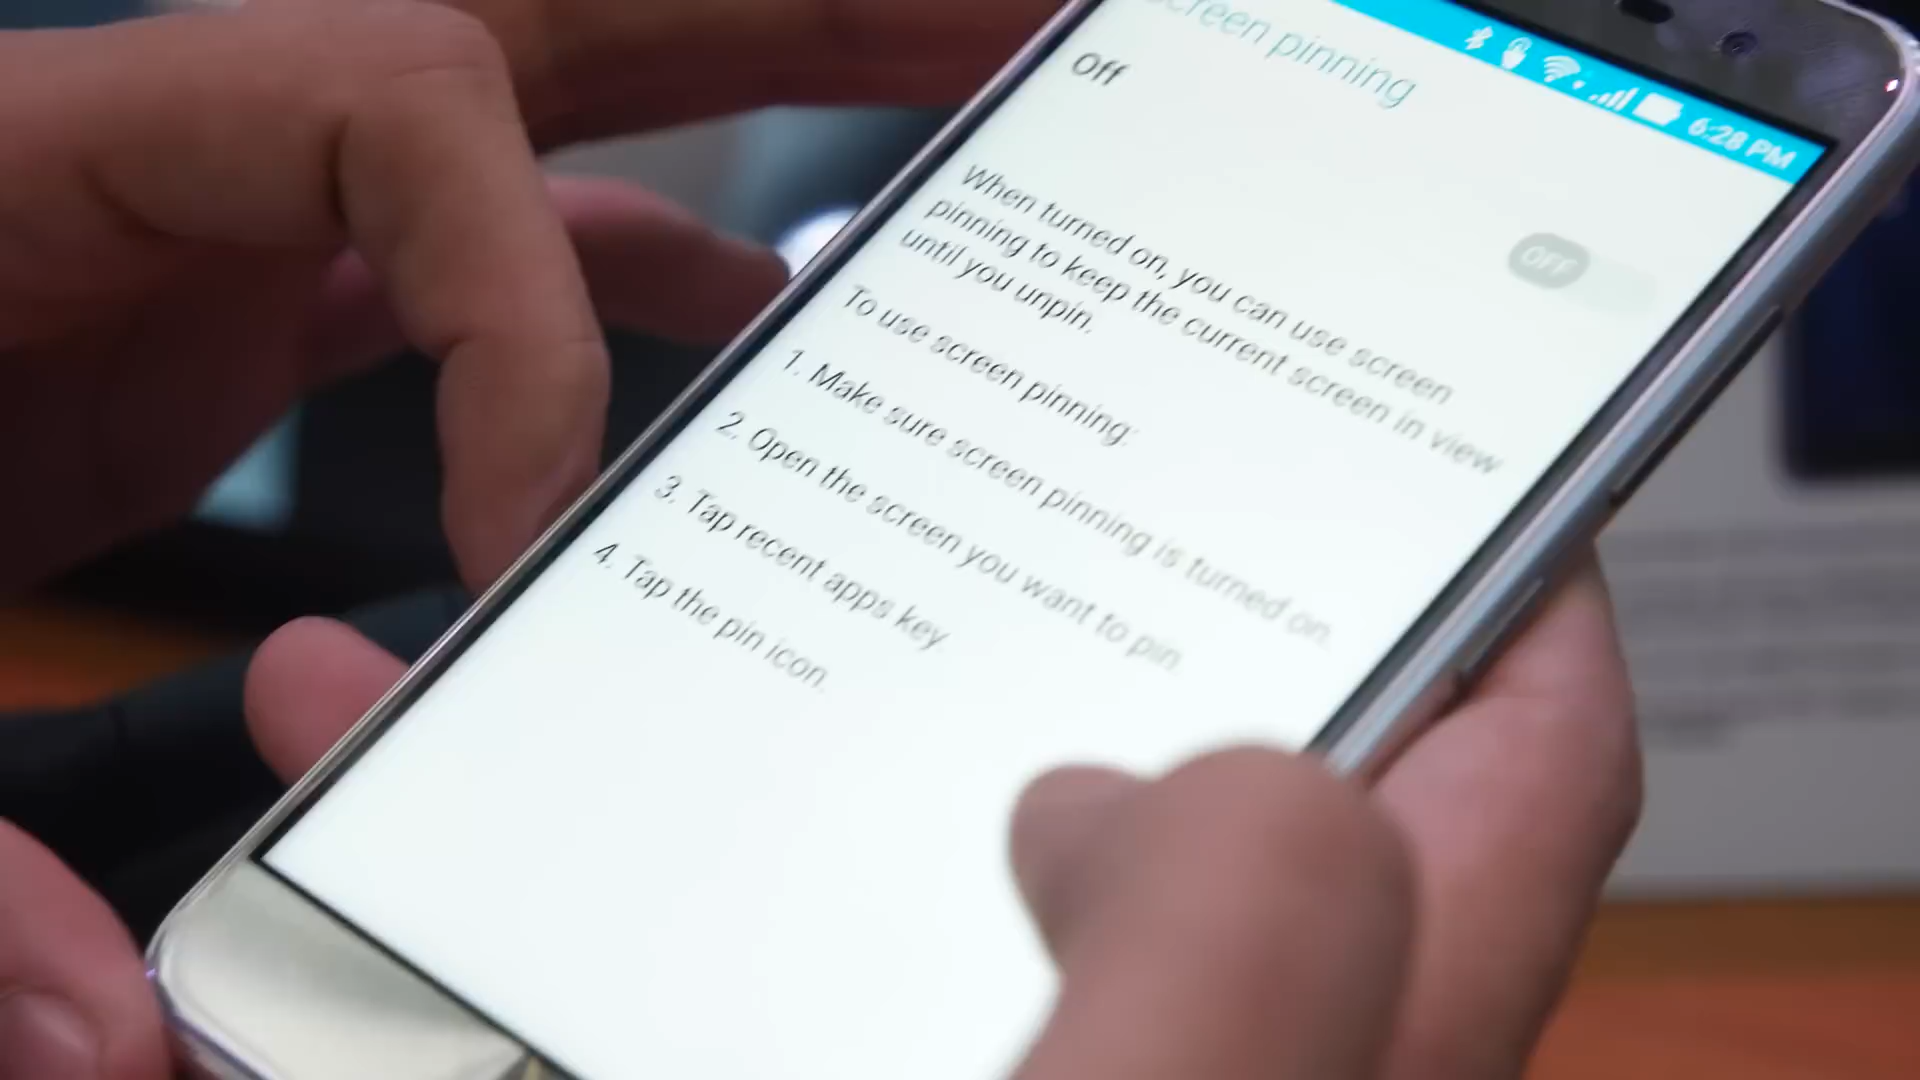 6:28 PM
Screen pinning
Off
OFF
When turned on, you can use screen
pinning to keep the current screen in view
until you unpin.
To use screen pinning:
1. Make sure screen pinning is turned on.
2. Open the screen you want to pin.
3. Tap recent apps key.
4. Tap the pin icon.